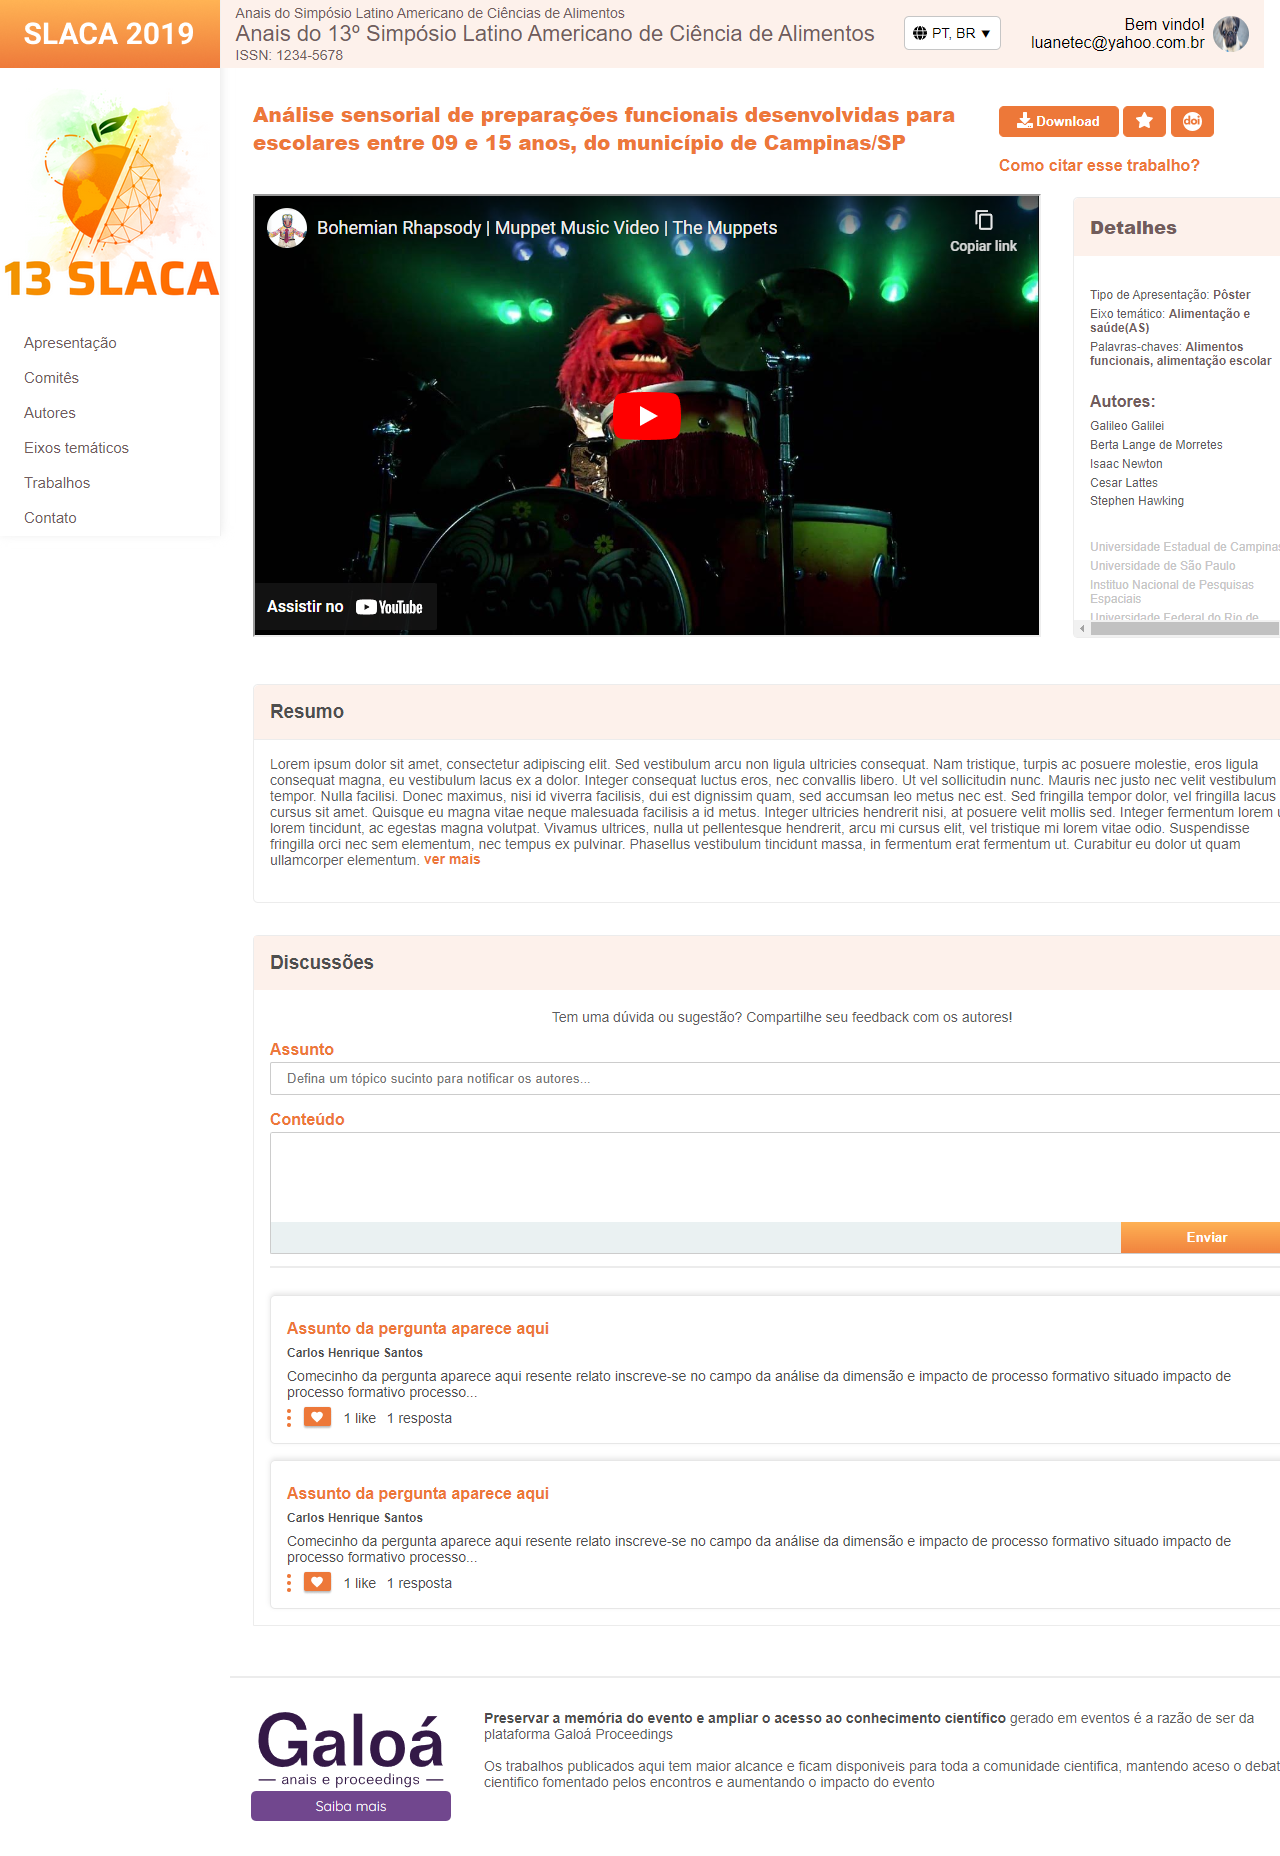 SLACA 2019
Anais do Simpósio Latino Americano de Ciências de Alimentos
Anais do 13º Simpósio Latino Americano de Ciência de Alimentos
ISSN: 1234-5678
PT, BR ▼
Bem vindo!
luanetec@yahoo.com.br
13 SLACA
Apresentação
Comitês
Autores
Eixos temáticos
Trabalhos
Contato
Análise sensorial de preparações funcionais desenvolvidas para
escolares entre 09 e 15 anos, do município de Campinas/SP
Download
doi
Como citar esse trabalho?
Bohemian Rhapsody | Muppet Music Video | The Muppets
Copiar link
Assistir no YouTube
Detalhes
Tipo de Apresentação: Pôster
Eixo temático: Alimentação e
saúde(AS)
Palavras-chaves: Alimentos
funcionais, alimentação escolar
Autores:
Galileo Galilei
Berta Lange de Morretes
Isaac Newton
Cesar Lattes
Stephen Hawking
Universidade Estadual de Campinas
Universidade de São Paulo
Instituo Nacional de Pesquisas
Espaciais
Universidade Federal do Rio de
Resumo
Lorem ipsum dolor sit amet, consectetur adipiscing elit. Sed vestibulum arcu non ligula ultricies consequat. Nam tristique, turpis ac posuere molestie, eros ligula
consequat magna, eu vestibulum lacus ex a dolor. Integer consequat luctus eros, nec convallis libero. Ut vel sollicitudin nunc. Mauris nec justo nec velit vestibulum
tempor. Nulla facilisi. Donec maximus, nisi id viverra facilisis, dui est dignissim quam, sed accumsan leo metus nec est. Sed fringilla tempor dolor, vel fringilla lacus
cursus sit amet. Quisque eu magna vitae neque malesuada facilisis a id metus. Integer ultricies hendrerit nisi, at posuere velit mollis sed. Integer fermentum lorem u
lorem tincidunt, ac egestas magna volutpat. Vivamus ultrices, nulla ut pellentesque hendrerit, arcu mi cursus elit, vel tristique mi lorem vitae odio. Suspendisse
fringilla orci nec sem elementum, nec tempus ex pulvinar. Phasellus vestibulum tincidunt massa, in fermentum erat fermentum ut. Curabitur eu dolor ut quam
ullamcorper elementum. ver mais
Discussões
Tem uma dúvida ou sugestão? Compartilhe seu feedback com os autores!
Assunto
Defina um tópico sucinto para notificar os autores...
Conteúdo
Enviar
Assunto da pergunta aparece aqui
Carlos Henrique Santos
Comecinho da pergunta aparece aqui resente relato inscreve-se no campo da análise da dimensão e impacto de processo formativo situado impacto de
processo formativo processo...
1 like 1 resposta
Assunto da pergunta aparece aqui
Carlos Henrique Santos
Comecinho da pergunta aparece aqui resente relato inscreve-se no campo da análise da dimensão e impacto de processo formativo situado impacto de
processo formativo processo...
1 like 1 resposta
Galoá
anais e proceedings
Saiba mais
Preservar a memória do evento e ampliar o acesso ao conhecimento científico gerado em eventos é a razão de ser da
plataforma Galoá Proceedings
Os trabalhos publicados aqui tem maior alcance e ficam disponiveis para toda a comunidade cientifica, mantendo aceso o debat
cientifico fomentado pelos encontros e aumentando o impacto do evento